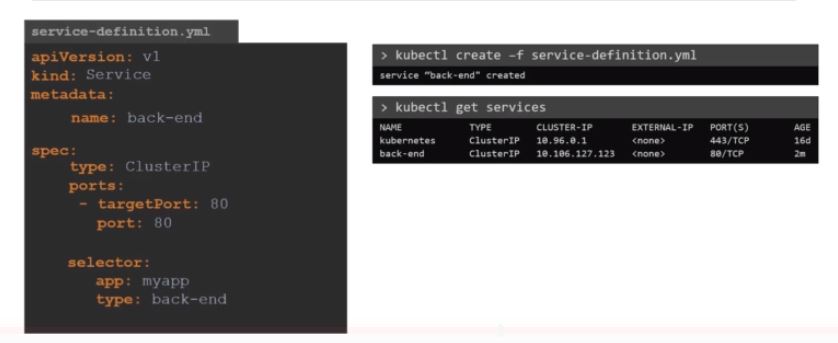 service-definition.yml
apiVersion: v1
kind: Service
metadata:
name: back-end
spec:
type: ClusterIP
ports:
- targetPort: 80
port: 80
selector:
app: myapp
type: back-end
> kubectl create –f service-definition.yml
service “back-end" created
> kubectl get services
NAME TYPE CLUSTER-IP EXTERNAL-IP PORT(S) AGE
kubernetes ClusterIP 10.96.0.1 <none> 443/TCP 16d
back-end ClusterIP 10.106.127.123 <none> 80/TCP 2m